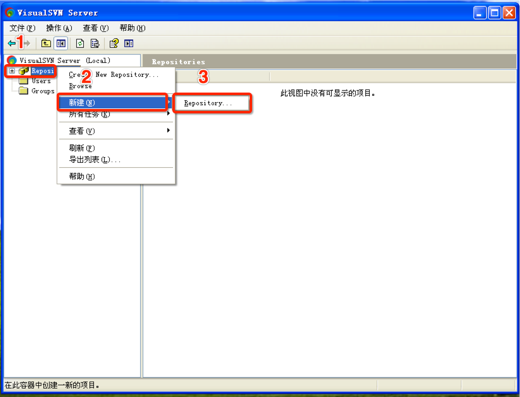 VisualSVN Server
文件(F) 操作(A) 查看(V) 帮助(H)
1
VisualSVN Server (Local)
Reposi
Users
Groups
2
New Repository...
Browse
新建(N)
所有任务(K)
查看(V)
刷新(F)
导出列表(L)...
帮助(H)
3
Repository...
Repositories
此视图中没有可显示的项目。
在此容器中创建一新的项目。